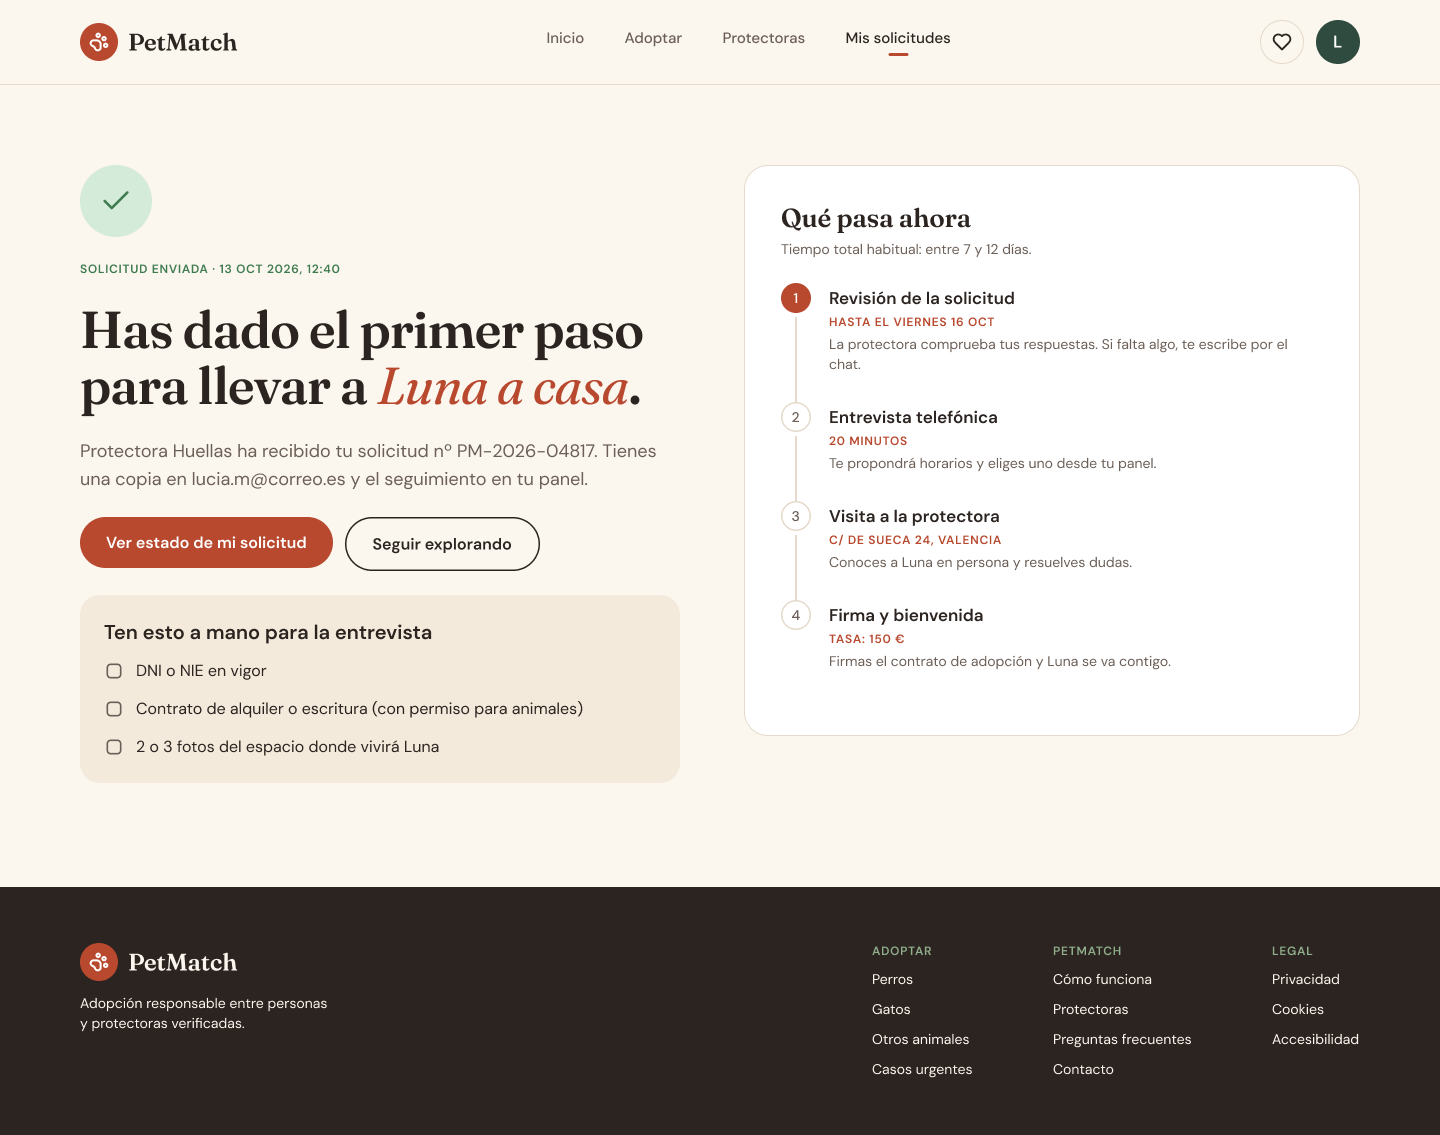 PetMatch
Inicio
Adoptar
Protectoras
Mis solicitudes
L
SOLICITUD ENVIADA · 13 OCT 2026, 12:40
Has dado el primer paso
para llevar a Luna a casa.
Protectora Huellas ha recibido tu solicitud nº PM-2026-04817. Tienes
una copia en lucia.m@correo.es y el seguimiento en tu panel.
Ver estado de mi solicitud
Seguir explorando
Ten esto a mano para la entrevista
DNI o NIE en vigor
Contrato de alquiler o escritura (con permiso para animales)
2 o 3 fotos del espacio donde vivirá Luna
Qué pasa ahora
Tiempo total habitual: entre 7 y 12 días.
1
Revisión de la solicitud
HASTA EL VIERNES 16 OCT
La protectora comprueba tus respuestas. Si falta algo, te escribe por el
chat.
2
Entrevista telefónica
20 MINUTOS
Te propondrá horarios y eliges uno desde tu panel.
3
Visita a la protectora
C/ DE SUECA 24, VALENCIA
Conoces a Luna en persona y resuelves dudas.
4
Firma y bienvenida
TASA: 150 €
Firmas el contrato de adopción y Luna se va contigo.
PetMatch
Adopción responsable entre personas
y protectoras verificadas.
ADOPTAR
Perros
Gatos
Otros animales
Casos urgentes
PETMATCH
Cómo funciona
Protectoras
Preguntas frecuentes
Contacto
LEGAL
Privacidad
Cookies
Accesibilidad